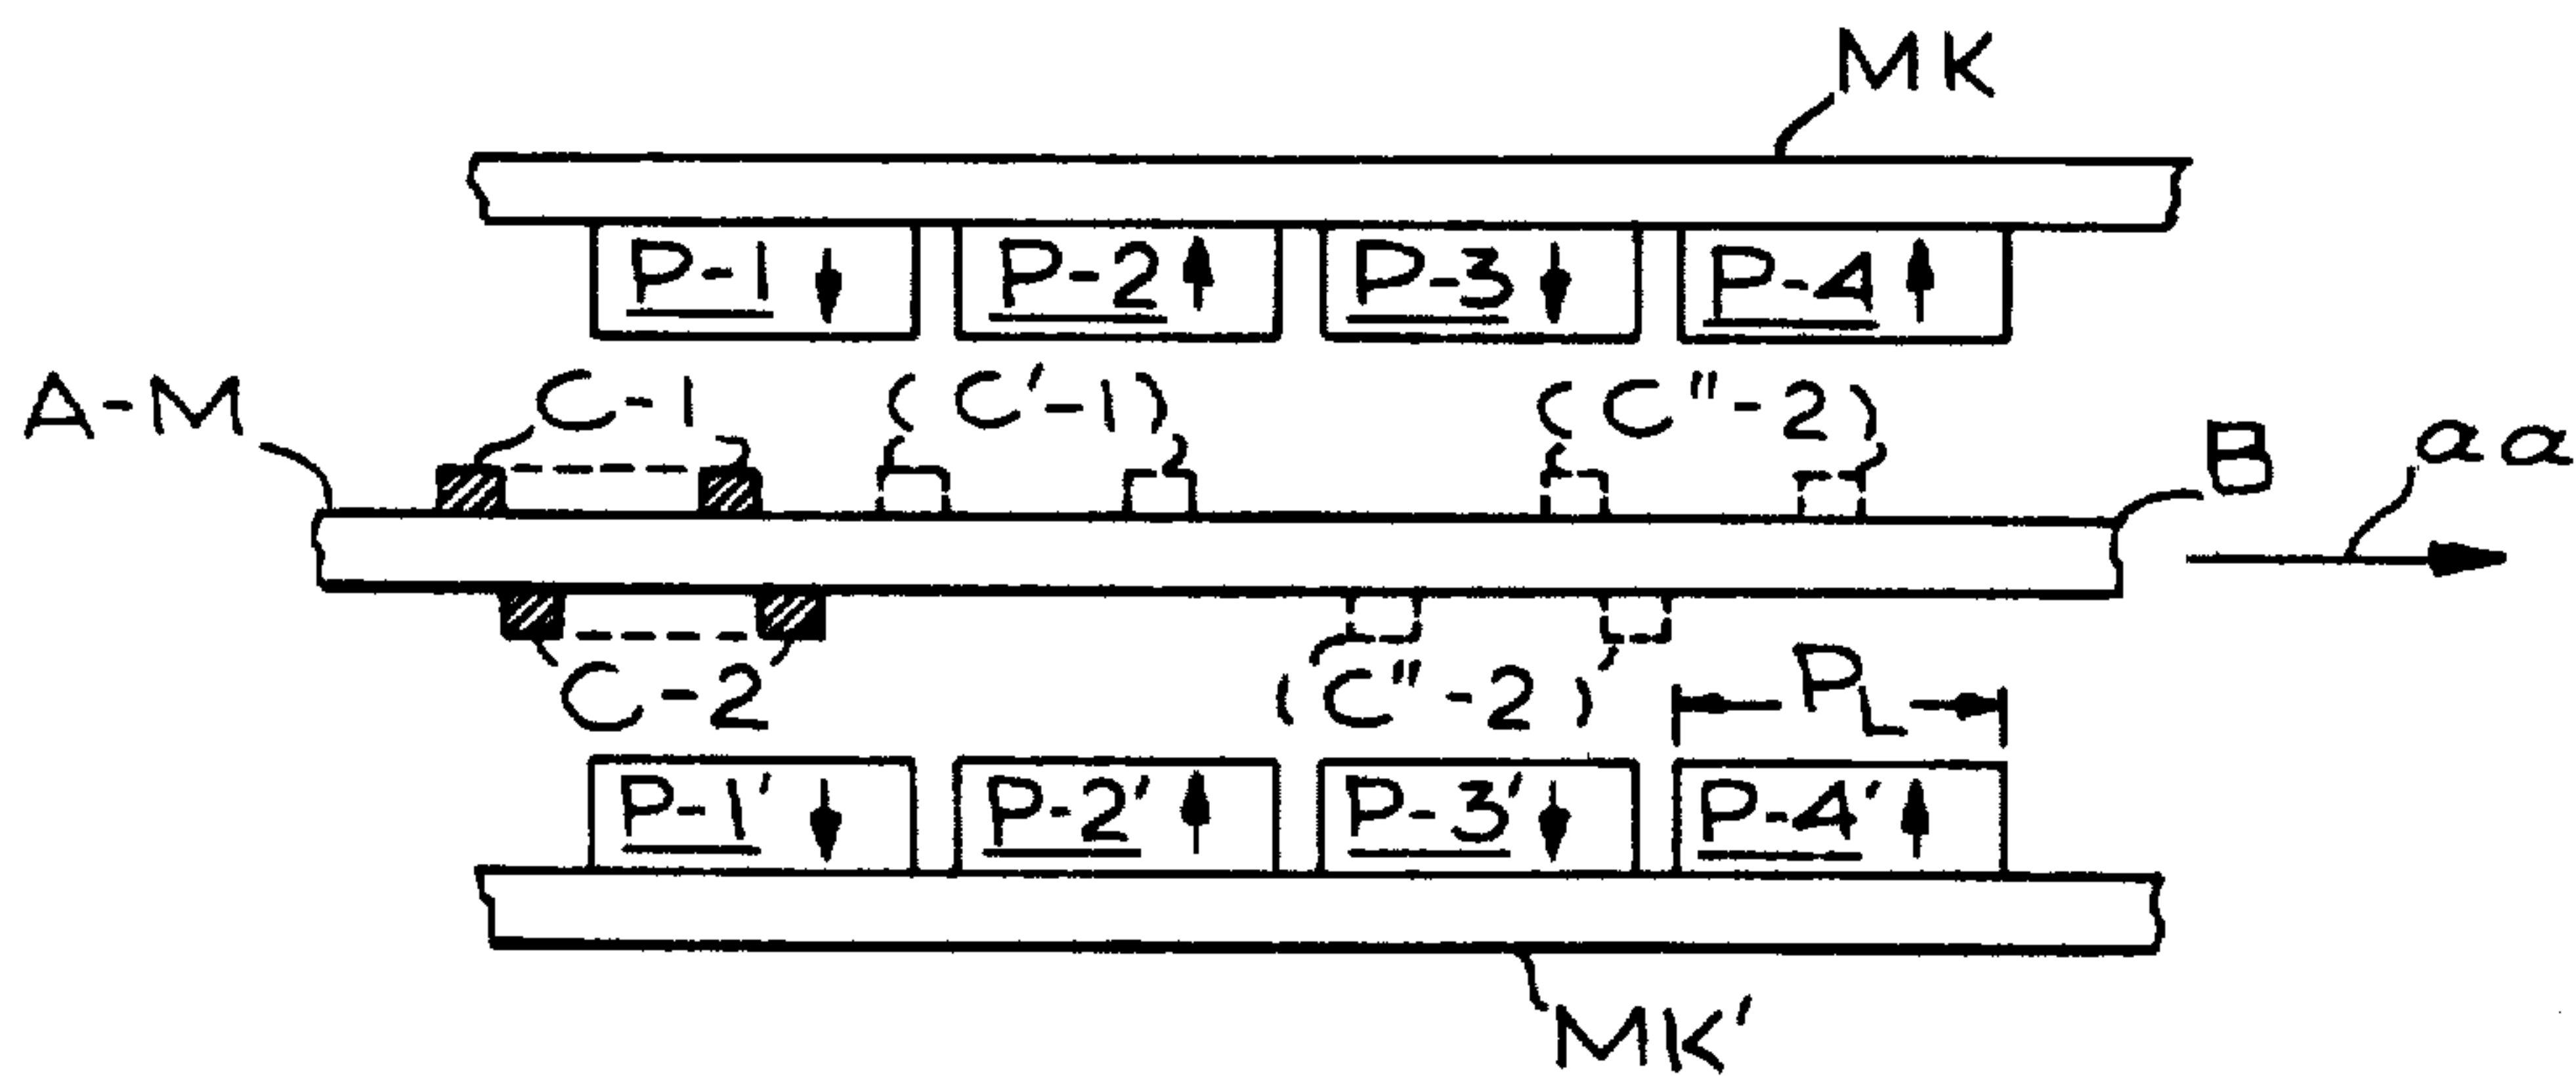 MK
P-1 P-2 P-3 P-4
A-M C-1 (C'-1) (C"-2) B aa
C-2 (C"-2) PL
P-1' P-2' P-3' P-4'
MK'